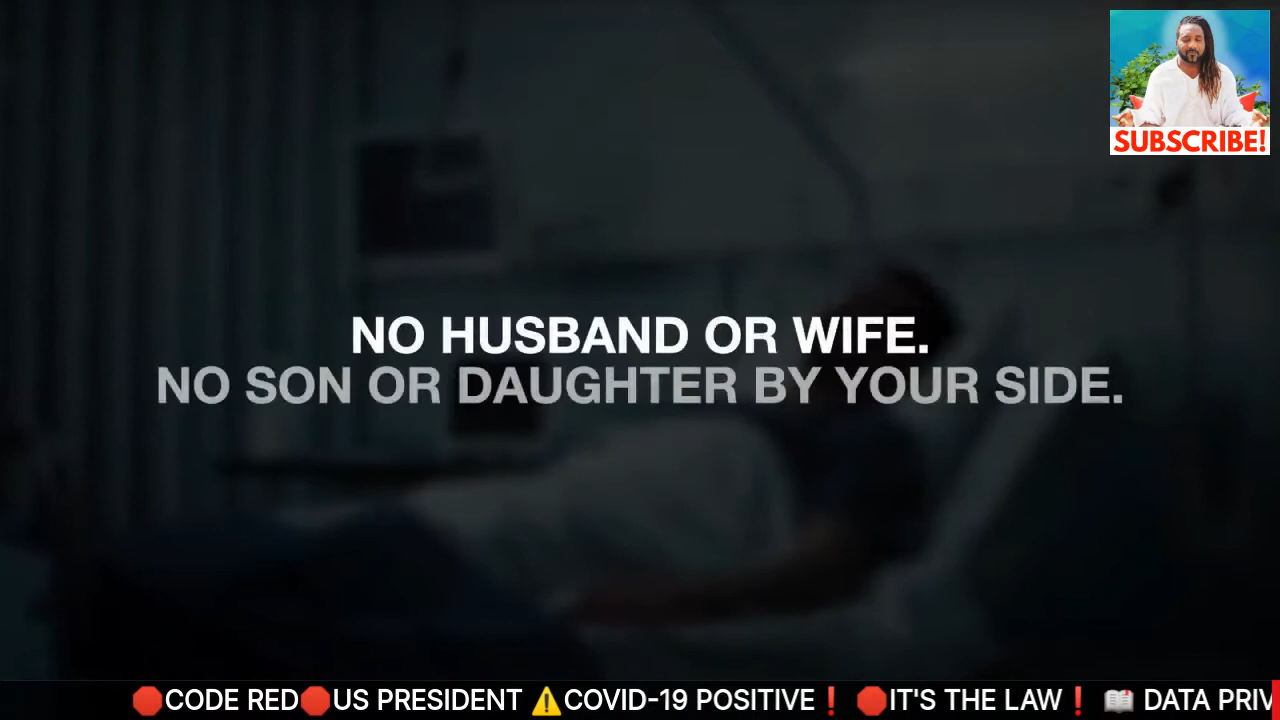 SUBSCRIBE!
NO HUSBAND OR WIFE.
NO SON OR DAUGHTER BY YOUR SIDE.
🛑CODE RED🛑US PRESIDENT ⚠️COVID-19 POSITIVE❗ 🛑IT'S THE LAW❗ 📖 DATA PRIV